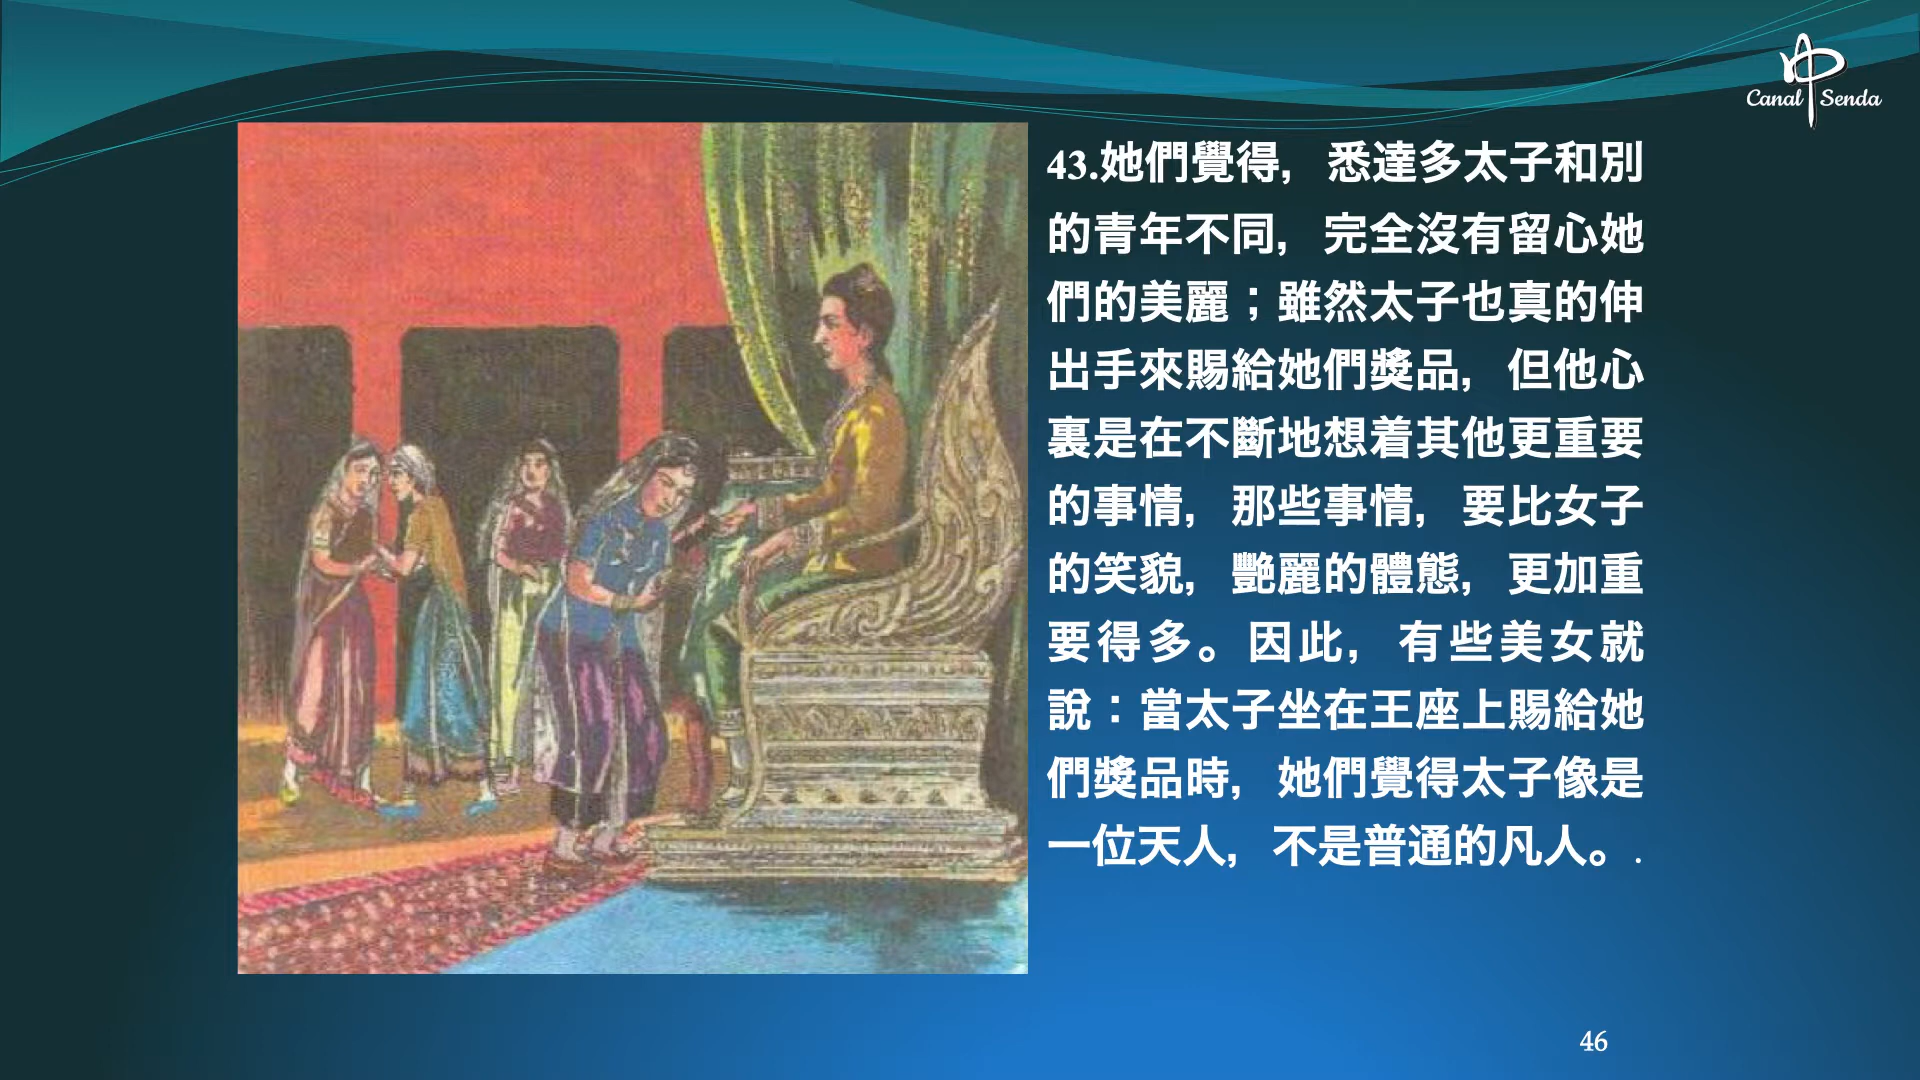 Canal Senda
43.她們覺得，悉達多太子和別
的青年不同，完全沒有留心她
們的美麗；雖然太子也真的伸
出手來賜給她們獎品，但他心
裏是在不斷地想着其他更重要
的事情，那些事情，要比女子
的笑貌，艷麗的體態，更加重
要得多。因此，有些美女就
說：當太子坐在王座上賜給她
們獎品時，她們覺得太子像是
一位天人，不是普通的凡人。.
46